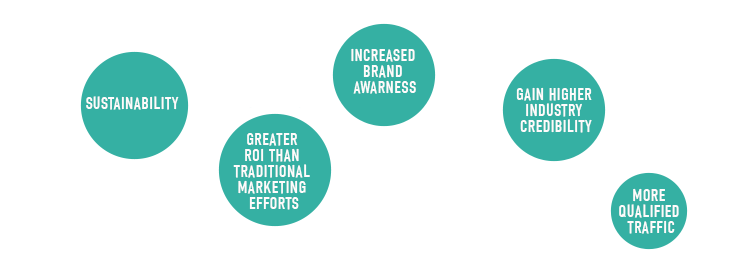 SUSTAINABILITY
GREATER
ROI THAN
TRADITIONAL
MARKETING
EFFORTS
INCREASED
BRAND
AWARNESS
GAIN HIGHER
INDUSTRY
CREDIBILITY
MORE
QUALIFIED
TRAFFIC